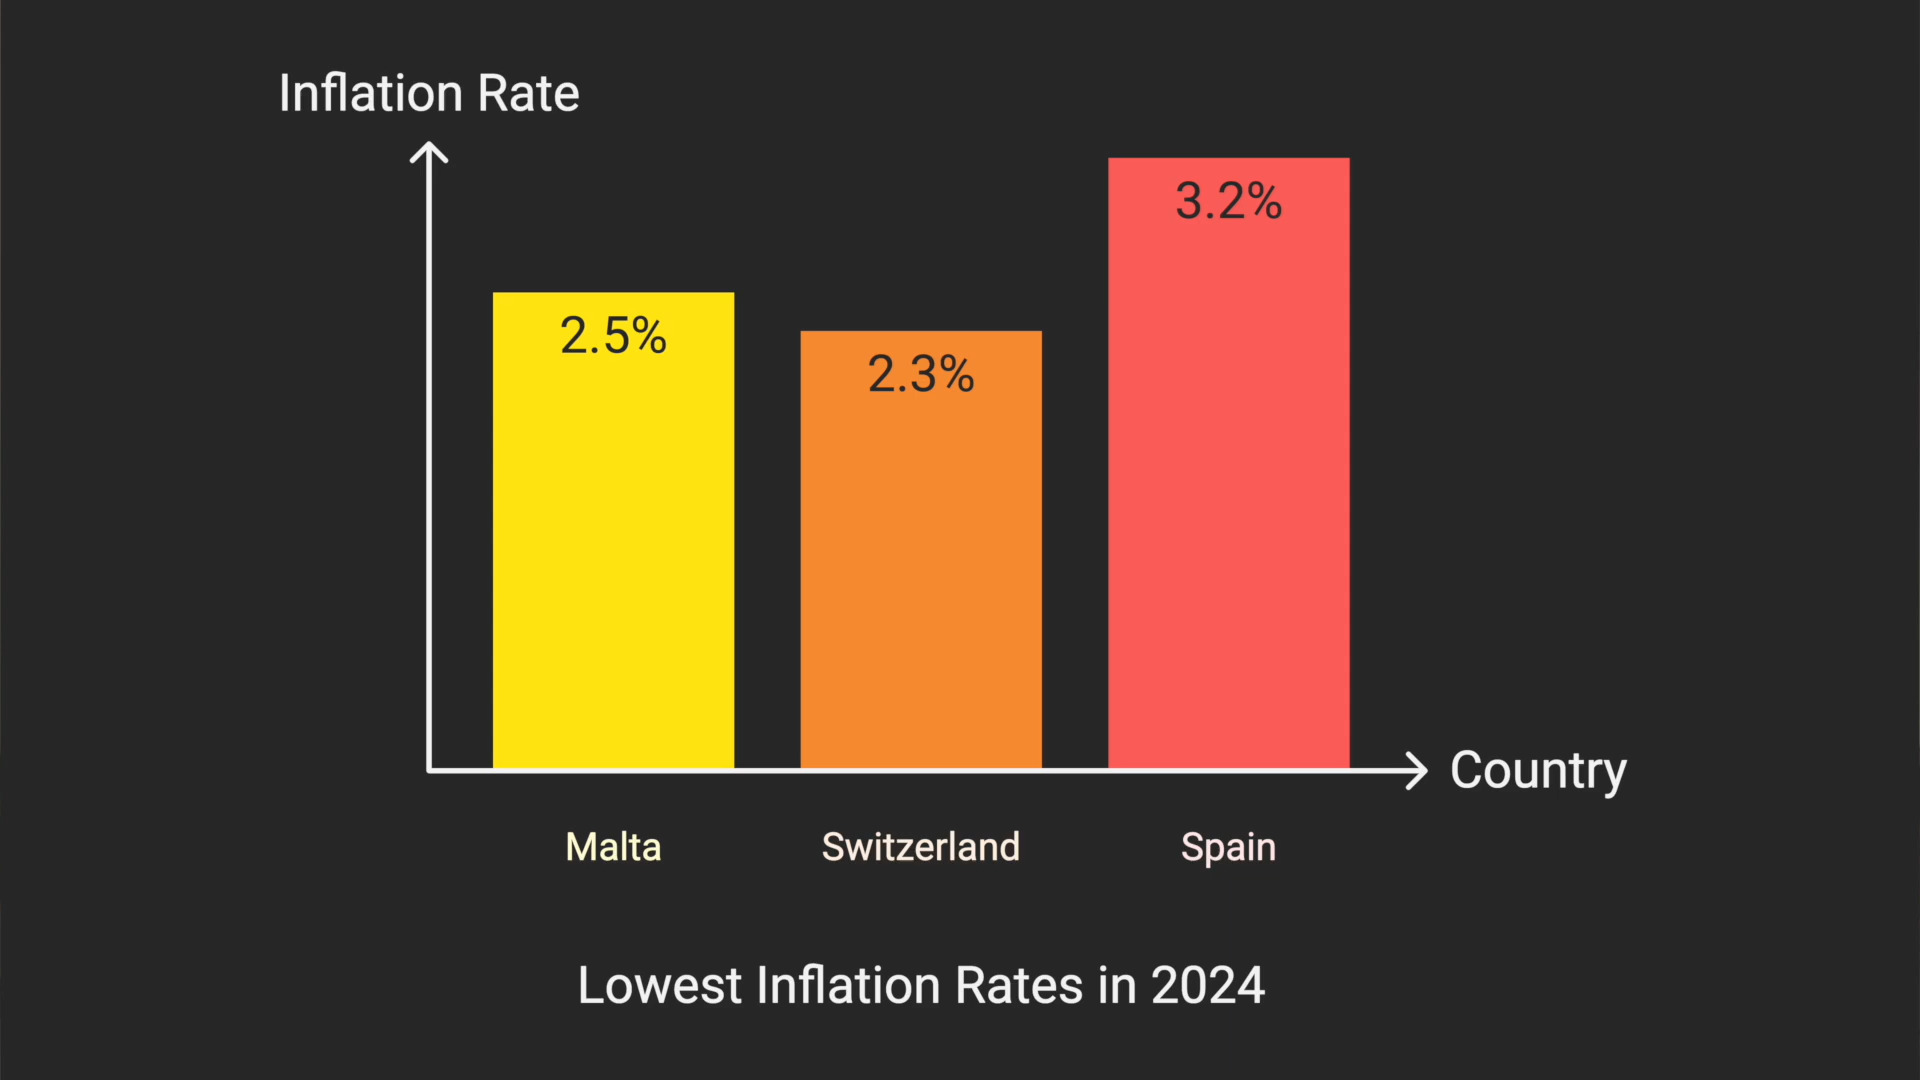 Inflation Rate
3.2%
2.5%
2.3%
Country
Malta
Switzerland
Spain
Lowest Inflation Rates in 2024